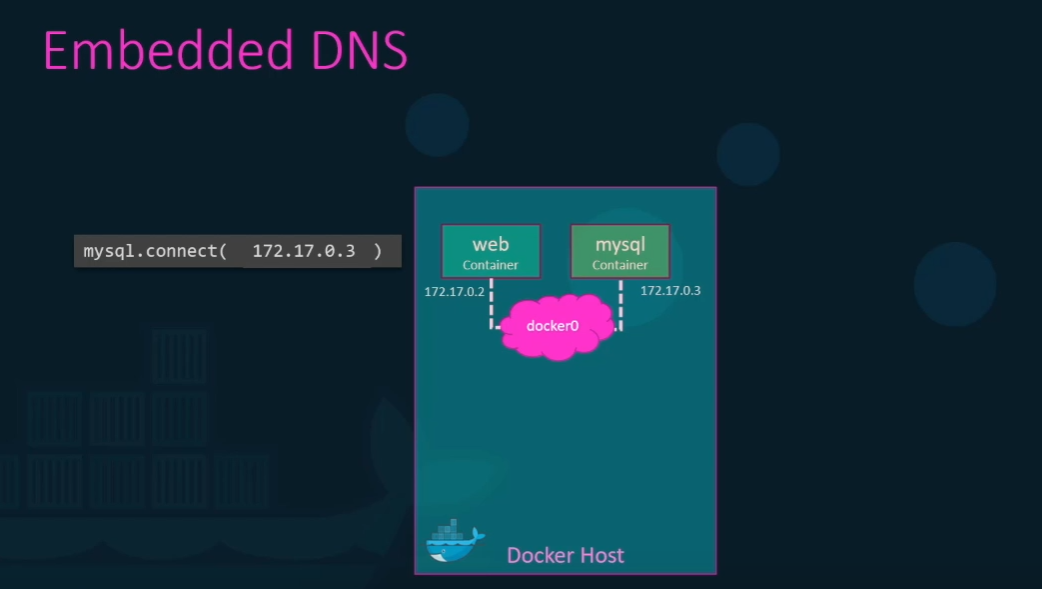 Embedded DNS
mysql.connect( 172.17.0.3 )
web
Container
mysql
Container
172.17.0.2
172.17.0.3
docker0
Docker Host